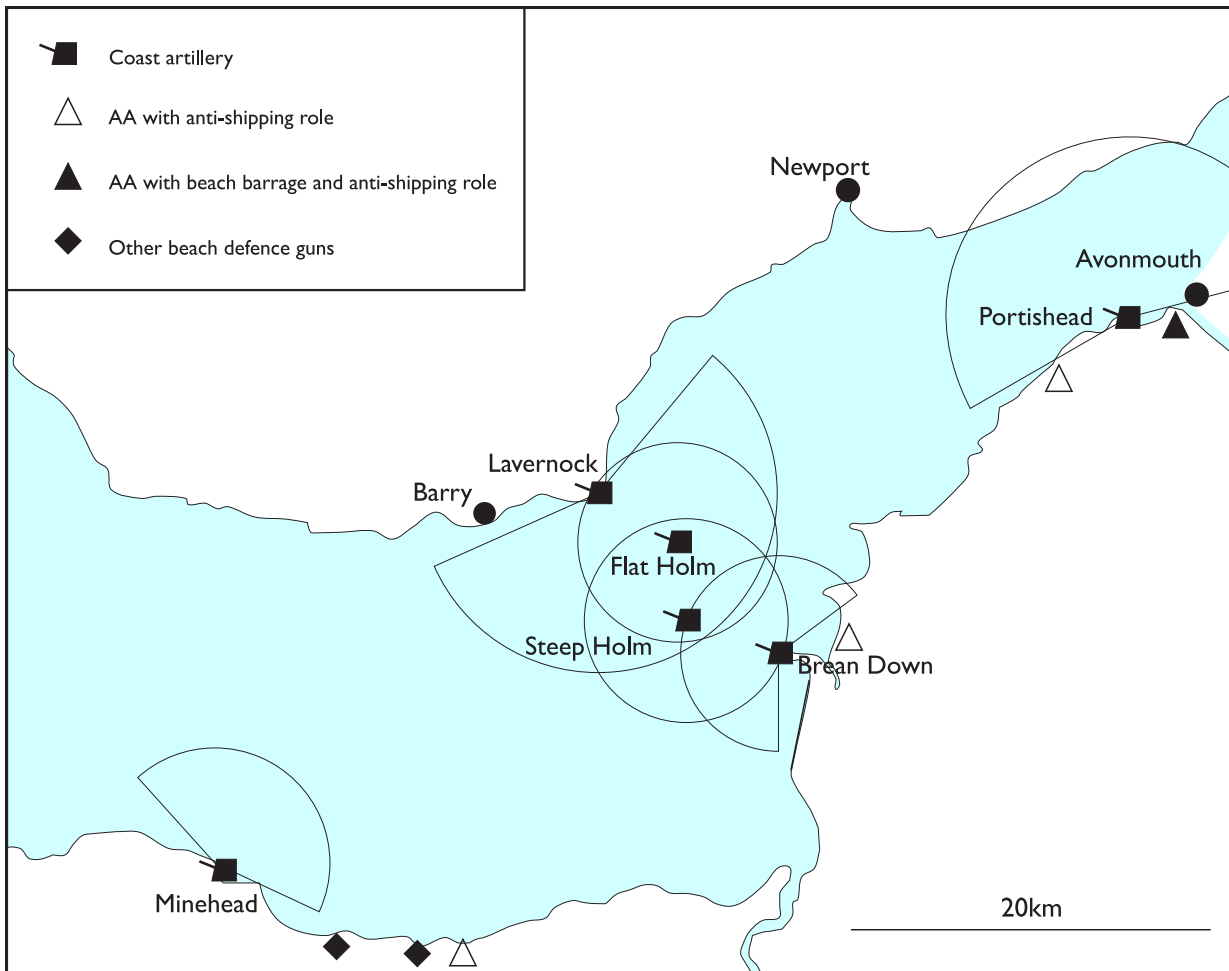 Coast artillery
AA with anti-shipping role
AA with beach barrage and anti-shipping role
Other beach defence guns
Newport
Avonmouth
Portishead
Lavernock
Barry
Flat Holm
Steep Holm
Brean Down
Minehead
20km